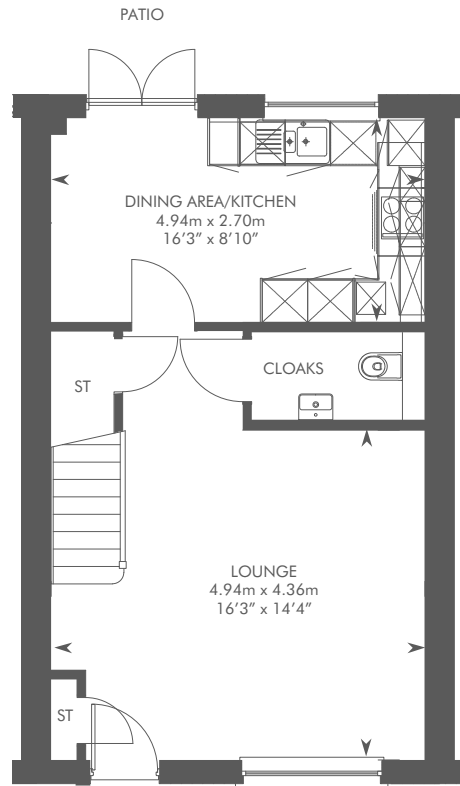 PATIO
DINING AREA/KITCHEN
4.94m x 2.70m
16’3” x 8’10”
ST
CLOAKS
LOUNGE
4.94m x 4.36m
16’3” x 14’4”
ST